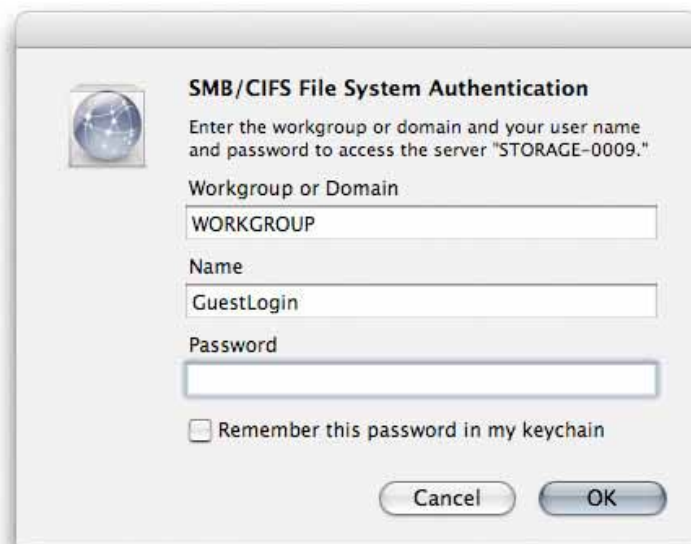 SMB/CIFS File System Authentication
Enter the workgroup or domain and your user name
and password to access the server "STORAGE-0009."
Workgroup or Domain
WORKGROUP
Name
GuestLogin
Password
Remember this password in my keychain
Cancel
OK